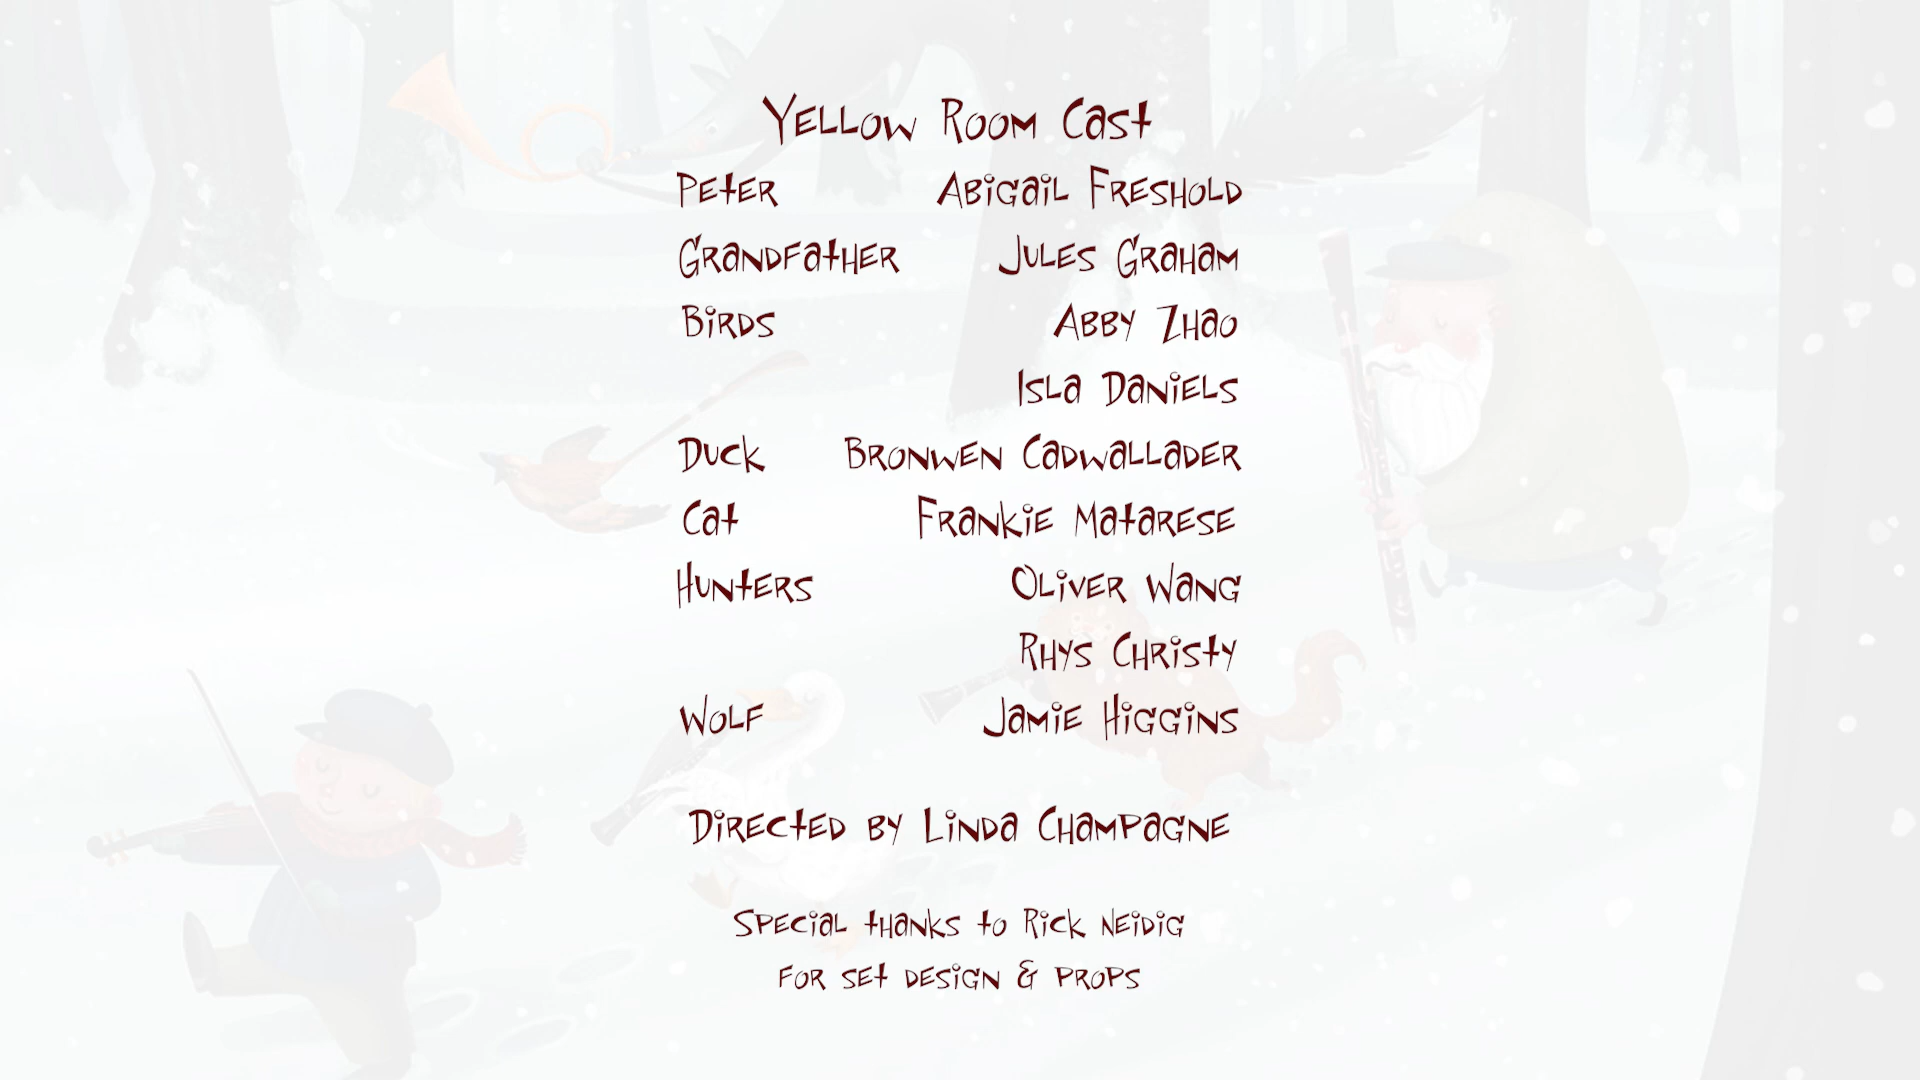 Yellow Room Cast
Peter Abigail Freshold
Grandfather Jules Graham
Birds Abby Zhao
Isla Daniels
Duck Bronwen Cadwallader
Cat Frankie Matarese
Hunters Oliver Wang
Rhys Christy
Wolf Jamie Higgins
Directed by Linda Champagne
Special thanks to Rick Neidig
for set design & props